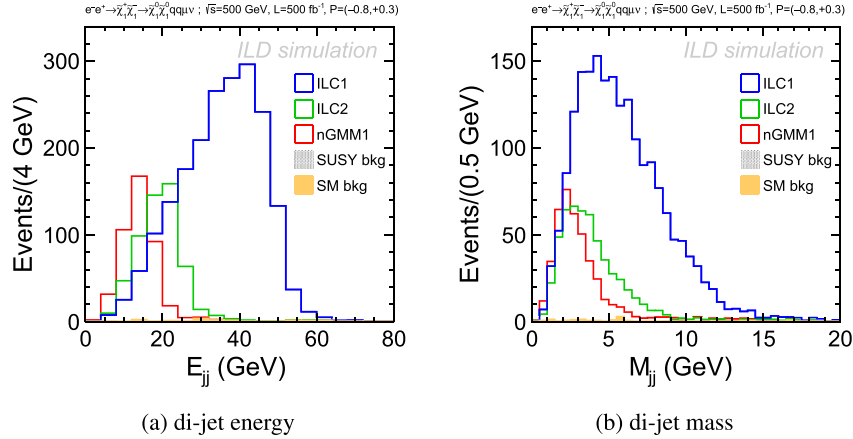 e⁻e⁺→χ̃₁⁺χ̃₁⁻→χ̃₁⁰χ̃₁⁰qqμν ; √s=500 GeV, L=500 fb⁻¹, P=(−0.8,+0.3)
ILD simulation
Events/(4 GeV)
300
200
100
0
ILC1
ILC2
nGMM1
SUSY bkg
SM bkg
0 20 40 60 80
E_jj (GeV)
(a) di-jet energy
e⁻e⁺→χ̃₁⁺χ̃₁⁻→χ̃₁⁰χ̃₁⁰qqμν ; √s=500 GeV, L=500 fb⁻¹, P=(−0.8,+0.3)
ILD simulation
Events/(0.5 GeV)
150
100
50
0
ILC1
ILC2
nGMM1
SUSY bkg
SM bkg
0 5 10 15 20
M_jj (GeV)
(b) di-jet mass